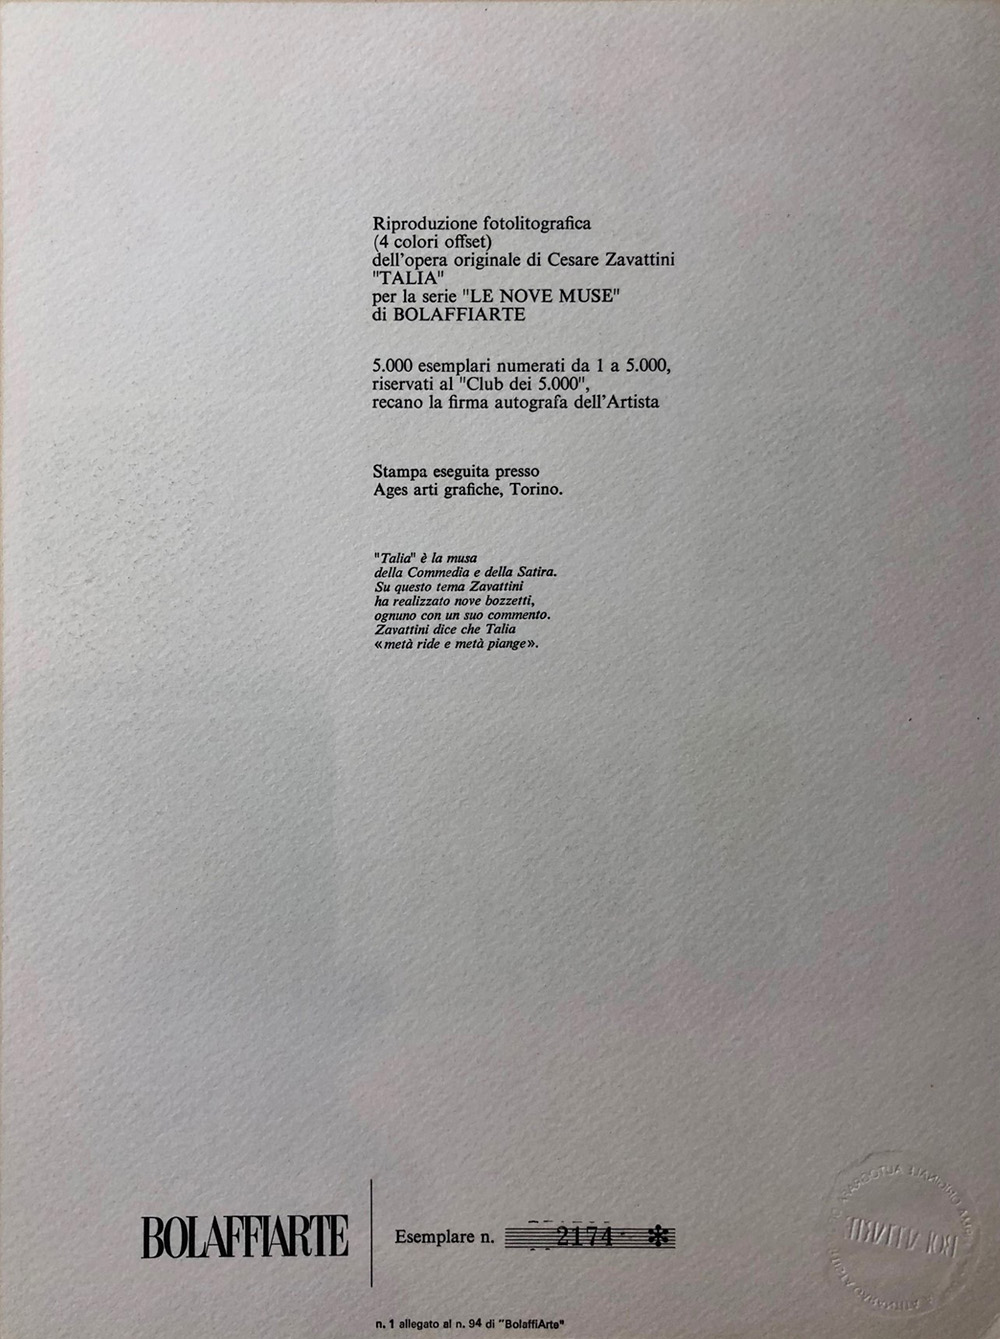 Riproduzione fotolitografica
(4 colori offset)
dell'opera originale di Cesare Zavattini
"TALIA"
per la serie "LE NOVE MUSE"
di BOLAFFIARTE
5.000 esemplari numerati da 1 a 5.000,
riservati al "Club dei 5.000",
recano la firma autografa dell'Artista
Stampa eseguita presso
Ages arti grafiche, Torino.
"Talia" è la musa
della Commedia e della Satira.
Su questo tema Zavattini
ha realizzato nove bozzetti,
ognuno con un suo commento.
Zavattini dice che Talia
«metà ride e metà piange».
BOLAFFIARTE
Esemplare n. 2174 ✻
BOLAFFIARTE
n. 1 allegato al n. 94 di "BolaffiArte"